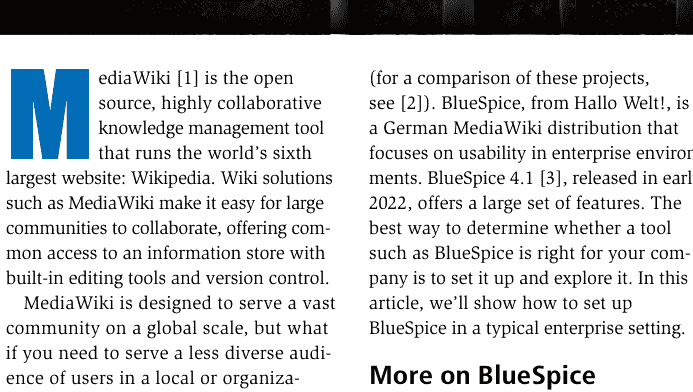 MediaWiki [1] is the open
source, highly collaborative
knowledge management tool
that runs the world's sixth
largest website: Wikipedia. Wiki solutions
such as MediaWiki make it easy for large
communities to collaborate, offering com-
mon access to an information store with
built-in editing tools and version control.
MediaWiki is designed to serve a vast
community on a global scale, but what
if you need to serve a less diverse audi-
ence of users in a local or organiza-
(for a comparison of these projects,
see [2]). BlueSpice, from Hallo Welt!, is
a German MediaWiki distribution that
focuses on usability in enterprise environ
ments. BlueSpice 4.1 [3], released in earl
2022, offers a large set of features. The
best way to determine whether a tool
such as BlueSpice is right for your com-
pany is to set it up and explore it. In this
article, we'll show how to set up
BlueSpice in a typical enterprise setting.
More on BlueSpice